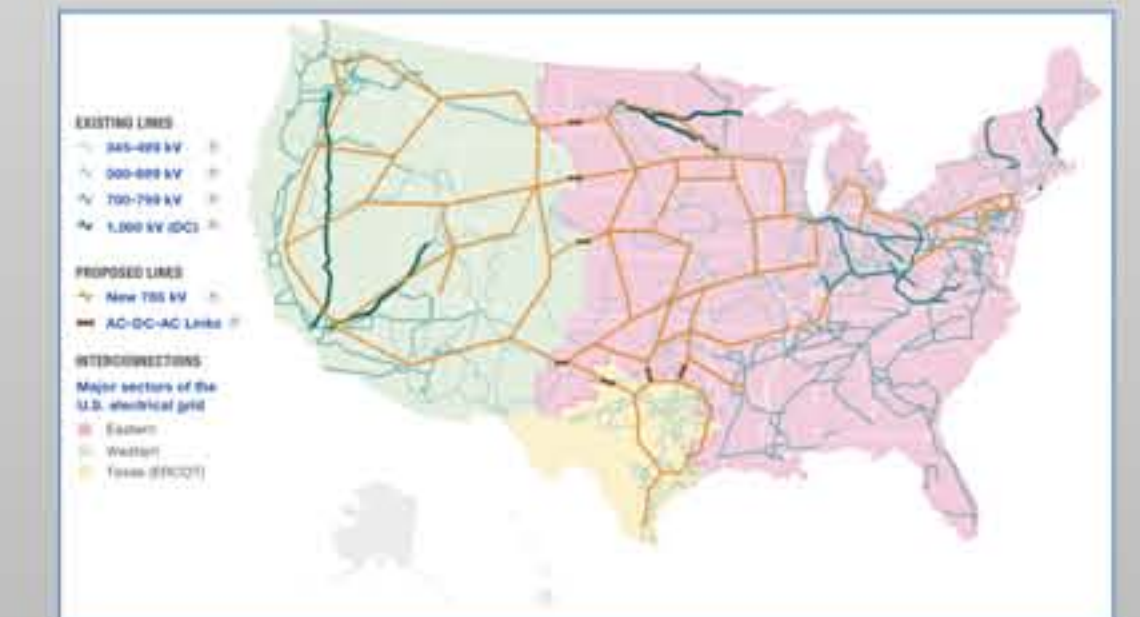 EXISTING LINES
345-499 kV
500-699 kV
700-799 kV
1,000 kV (DC)
PROPOSED LINES
New 765 kV
AC-DC-AC Links
INTERCONNECTIONS
Major sectors of the
U.S. electrical grid
Eastern
Western
Texas (ERCOT)